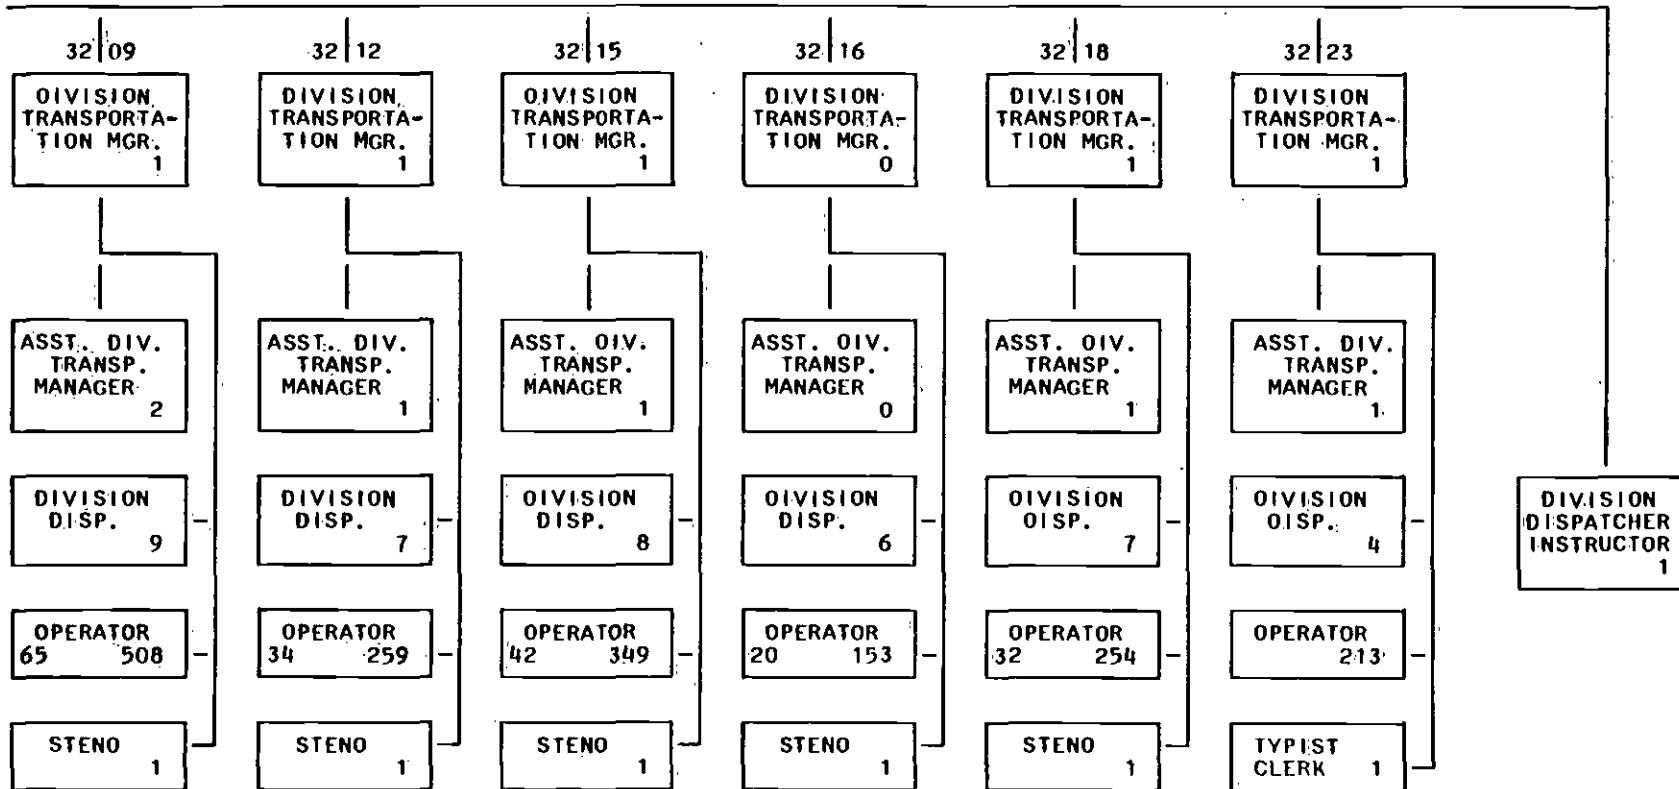 32 09
DIVISION
TRANSPORTA-
TION MGR.
1
ASST. DIV.
TRANSP.
MANAGER
2
DIVISION
DISP.
9
OPERATOR
65 508
STENO
1
32 12
DIVISION
TRANSPORTA-
TION MGR.
1
ASST. DIV.
TRANSP.
MANAGER
1
DIVISION
DISP.
7
OPERATOR
34 259
STENO
1
32 15
DIVISION
TRANSPORTA-
TION MGR.
1
ASST. DIV.
TRANSP.
MANAGER
1
DIVISION
DISP.
8
OPERATOR
42 349
STENO
1
32 16
DIVISION
TRANSPORTA-
TION MGR.
0
ASST. DIV.
TRANSP.
MANAGER
0
DIVISION
DISP.
6
OPERATOR
20 153
STENO
1
32 18
DIVISION
TRANSPORTA-
TION MGR.
1
ASST. DIV.
TRANSP.
MANAGER
1
DIVISION
DISP.
7
OPERATOR
32 254
STENO
1
32 23
DIVISION
TRANSPORTA-
TION MGR.
1
ASST. DIV.
TRANSP.
MANAGER
1
DIVISION
DISP.
4
OPERATOR
213
TYPIST
CLERK 1
DIVISION
DISPATCHER
INSTRUCTOR
1